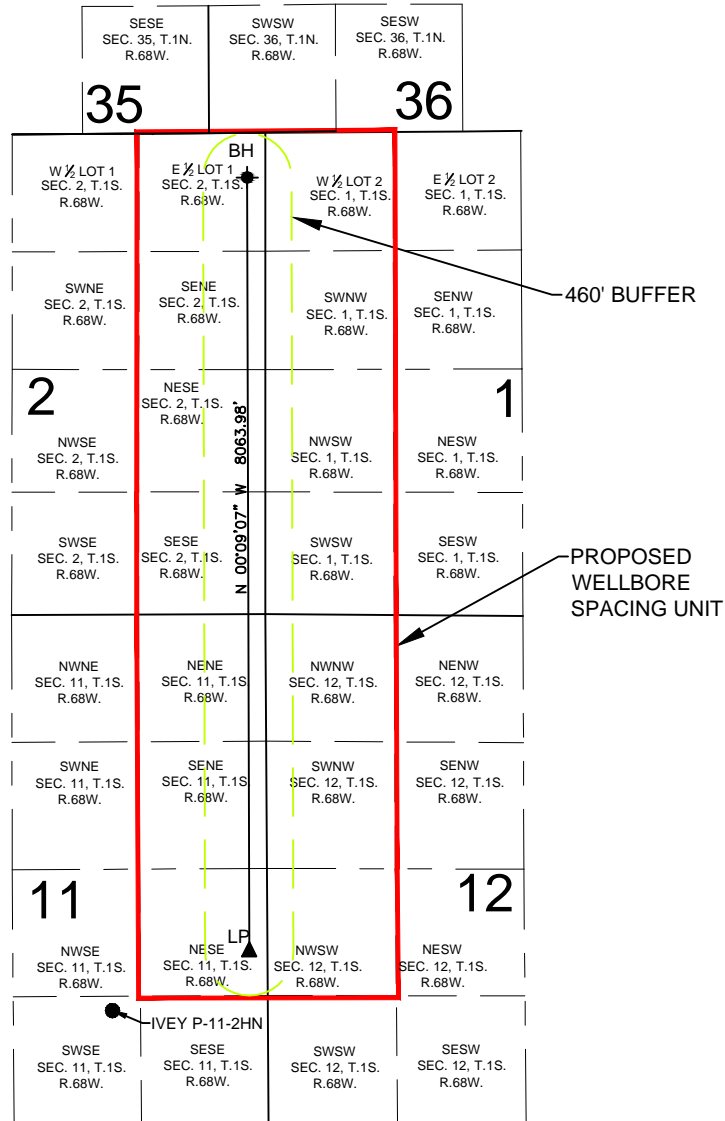 SESE
SEC. 35, T.1N.
R.68W.
SWSW
SEC. 36, T.1N.
R.68W.
SESW
SEC. 36, T.1N.
R.68W.
35
36
BH
W ½ LOT 1
SEC. 2, T.1S.
R.68W.
E ½ LOT 1
SEC. 2, T.1S.
R.68W.
W ½ LOT 2
SEC. 1, T.1S.
R.68W.
E ½ LOT 2
SEC. 1, T.1S.
R.68W.
460' BUFFER
SWNE
SEC. 2, T.1S.
R.68W.
SENE
SEC. 2, T.1S.
R.68W.
SWNW
SEC. 1, T.1S.
R.68W.
SENW
SEC. 1, T.1S.
R.68W.
2
1
NWSE
SEC. 2, T.1S.
R.68W.
NESE
SEC. 2, T.1S.
R.68W.
N 00°09'07" W 8063.98'
NWSW
SEC. 1, T.1S.
R.68W.
NESW
SEC. 1, T.1S.
R.68W.
SWSE
SEC. 2, T.1S.
R.68W.
SESE
SEC. 2, T.1S.
R.68W.
SWSW
SEC. 1, T.1S.
R.68W.
SESW
SEC. 1, T.1S.
R.68W.
PROPOSED
WELLBORE
SPACING UNIT
NWNE
SEC. 11, T.1S.
R.68W.
NENE
SEC. 11, T.1S.
R.68W.
NWNW
SEC. 12, T.1S.
R.68W.
NENW
SEC. 12, T.1S.
R.68W.
SWNE
SEC. 11, T.1S.
R.68W.
SENE
SEC. 11, T.1S.
R.68W.
SWNW
SEC. 12, T.1S.
R.68W.
SENW
SEC. 12, T.1S.
R.68W.
11
12
LP
NWSE
SEC. 11, T.1S.
R.68W.
NESE
SEC. 11, T.1S.
R.68W.
NWSW
SEC. 12, T.1S.
R.68W.
NESW
SEC. 12, T.1S.
R.68W.
IVEY P-11-2HN
SWSE
SEC. 11, T.1S.
R.68W.
SESE
SEC. 11, T.1S.
R.68W.
SWSW
SEC. 12, T.1S.
R.68W.
SESW
SEC. 12, T.1S.
R.68W.